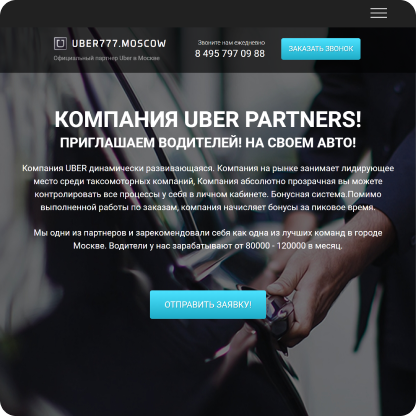 UBER777.MOSCOW
Официальный партнер Uber в Москве
Звоните нам ежедневно
8 495 797 09 88
ЗАКАЗАТЬ ЗВОНОК
КОМПАНИЯ UBER PARTNERS!
ПРИГЛАШАЕМ ВОДИТЕЛЕЙ! НА СВОЕМ АВТО!
Компания UBER динамически развивающаяся. Компания на рынке занимает лидирующее
место среди таксомоторных компаний, Компания абсолютно прозрачная вы можете
контролировать все процессы у себя в личном кабинете. Бонусная система.Помимо
выполненной работы по заказам, компания начисляет бонусы за пиковое время.
Мы одни из партнеров и зарекомендовали себя как одна из лучших команд в городе
Москве. Водители у нас зарабатывают от 80000 - 120000 в месяц.
ОТПРАВИТЬ ЗАЯВКУ!